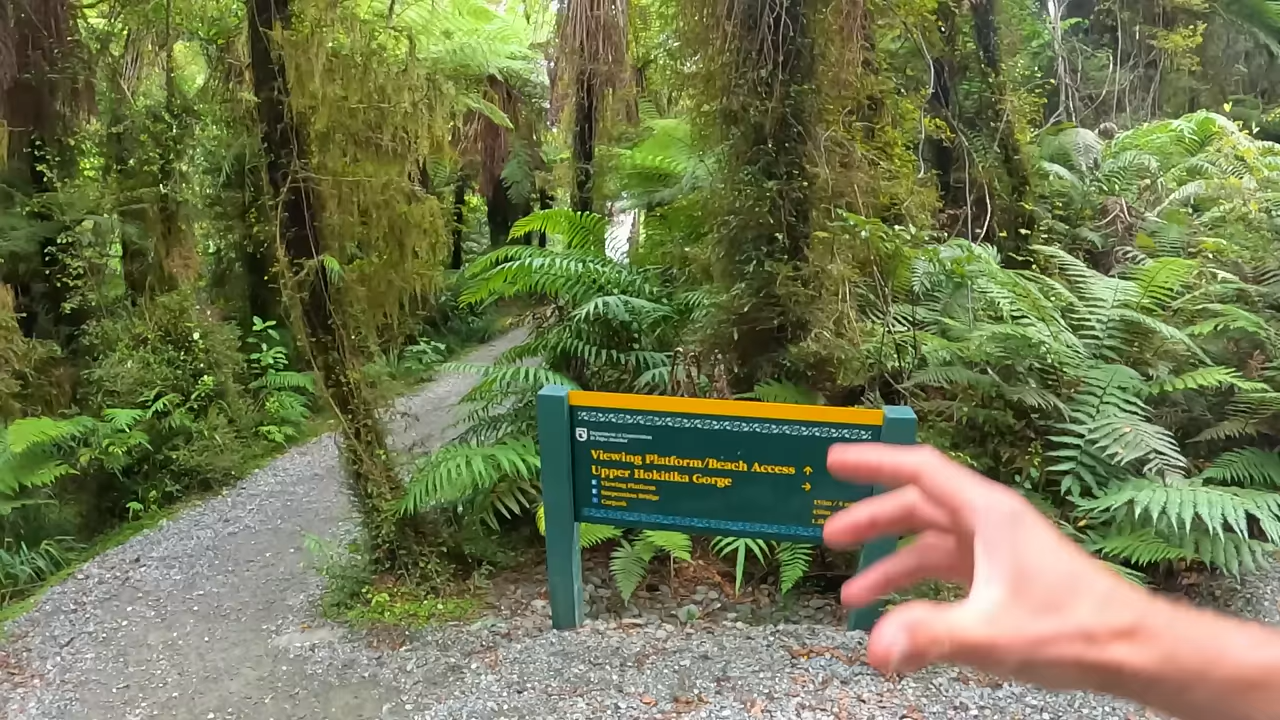 Department of Conservation
Te Papa Atawhai
Viewing Platform/Beach Access ↑
Upper Hokitika Gorge →
Viewing Platform
Suspension Bridge
Carpark